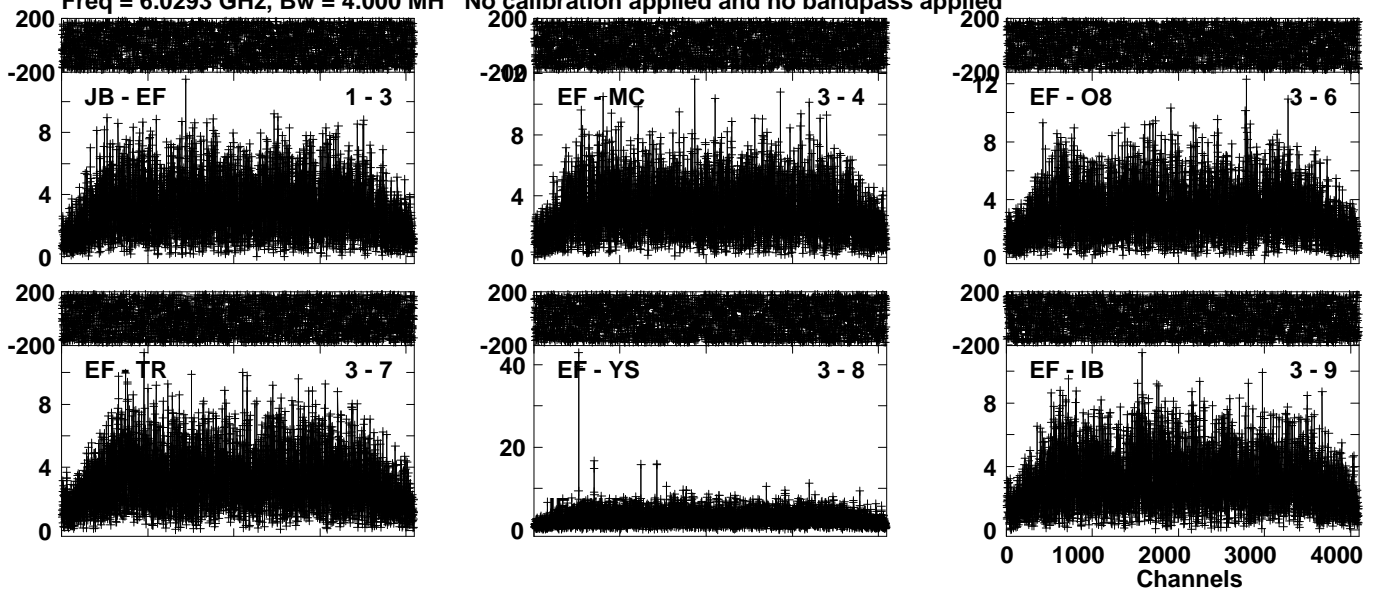 Freq = 6.0293 GHz, Bw = 4.000 MH No calibration applied and no bandpass applied
200 200 200
-200 -200 -200
12 12
JB - EF 1 - 3 EF - MC 3 - 4 EF - O8 3 - 6
8 8 8
4 4 4
0 0 0
200 200 200
-200 -200 -200
EF - TR 3 - 7 EF - YS 3 - 8 EF - IB 3 - 9
40
8 20 8
4 4
0 0 0
0 1000 2000 3000 4000
Channels